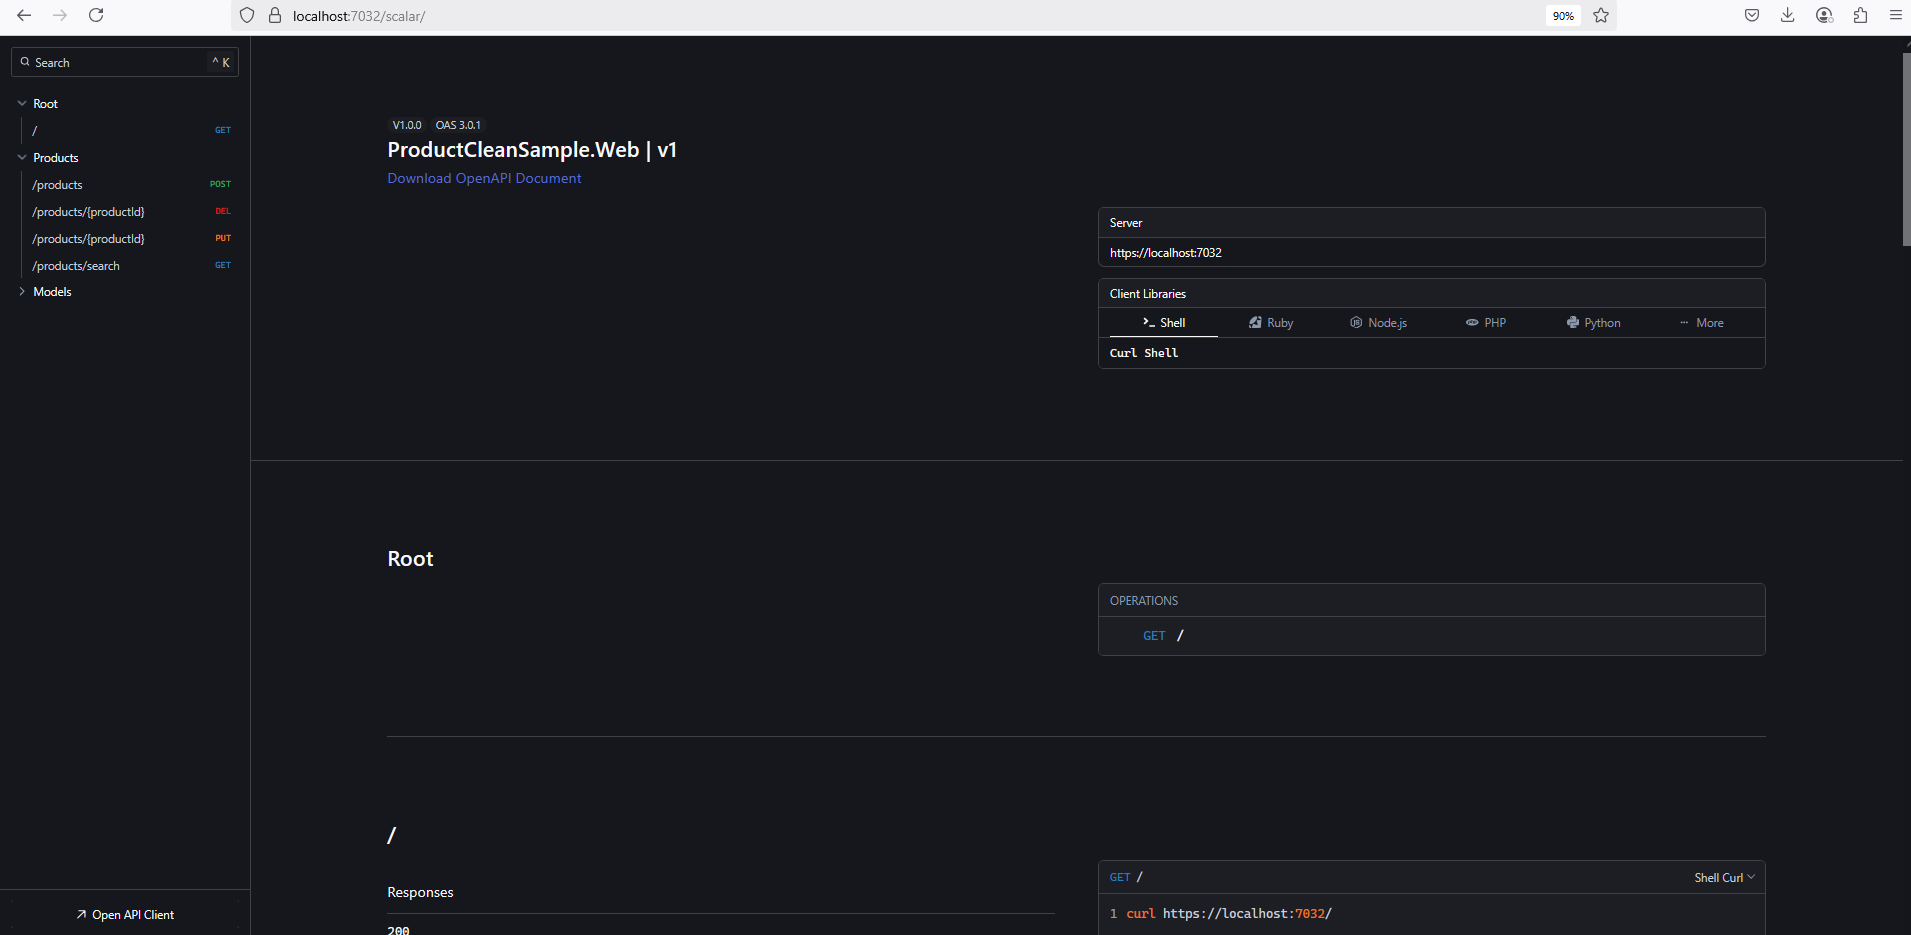 localhost:7032/scalar/
90%
Search
^ K
Root
/ GET
Products
/products POST
/products/{productId} DEL
/products/{productId} PUT
/products/search GET
Models
Open API Client
V1.0.0 OAS 3.0.1
ProductCleanSample.Web | v1
Download OpenAPI Document
Server
https://localhost:7032
Client Libraries
Shell Ruby Node.js PHP Python More
Curl Shell
Root
OPERATIONS
GET /
/
Responses
200
GET / Shell Curl
1 curl https://localhost:7032/